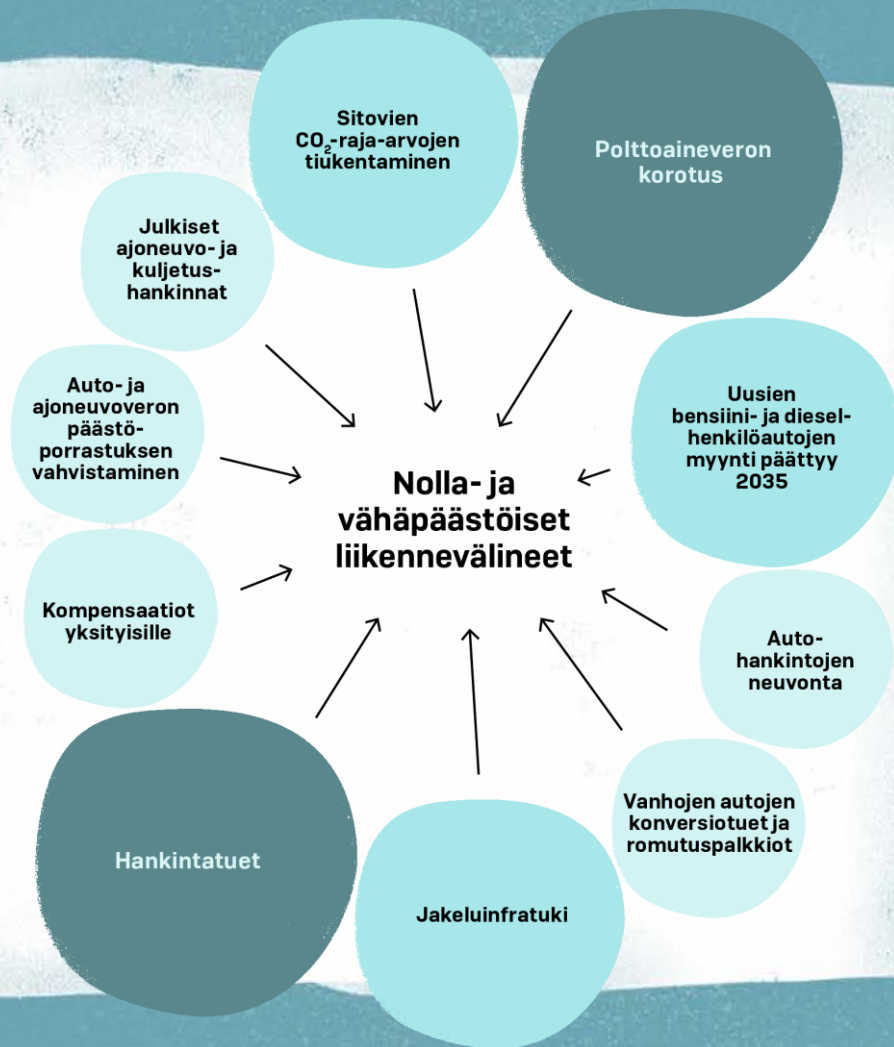 Sitovien
CO₂-raja-arvojen
tiukentaminen
Polttoaineveron
korotus
Julkiset
ajoneuvo- ja
kuljetus-
hankinnat
Auto- ja
ajoneuvoveron
päästö-
porrastuksen
vahvistaminen
Uusien
bensiini- ja diesel-
henkilöautojen
myynti päättyy
2035
Nolla- ja
vähäpäästöiset
liikennevälineet
Kompensaatiot
yksityisille
Auto-
hankintojen
neuvonta
Vanhojen autojen
konversiotuet ja
romutuspalkkiot
Hankintatuet
Jakeluinfratuki